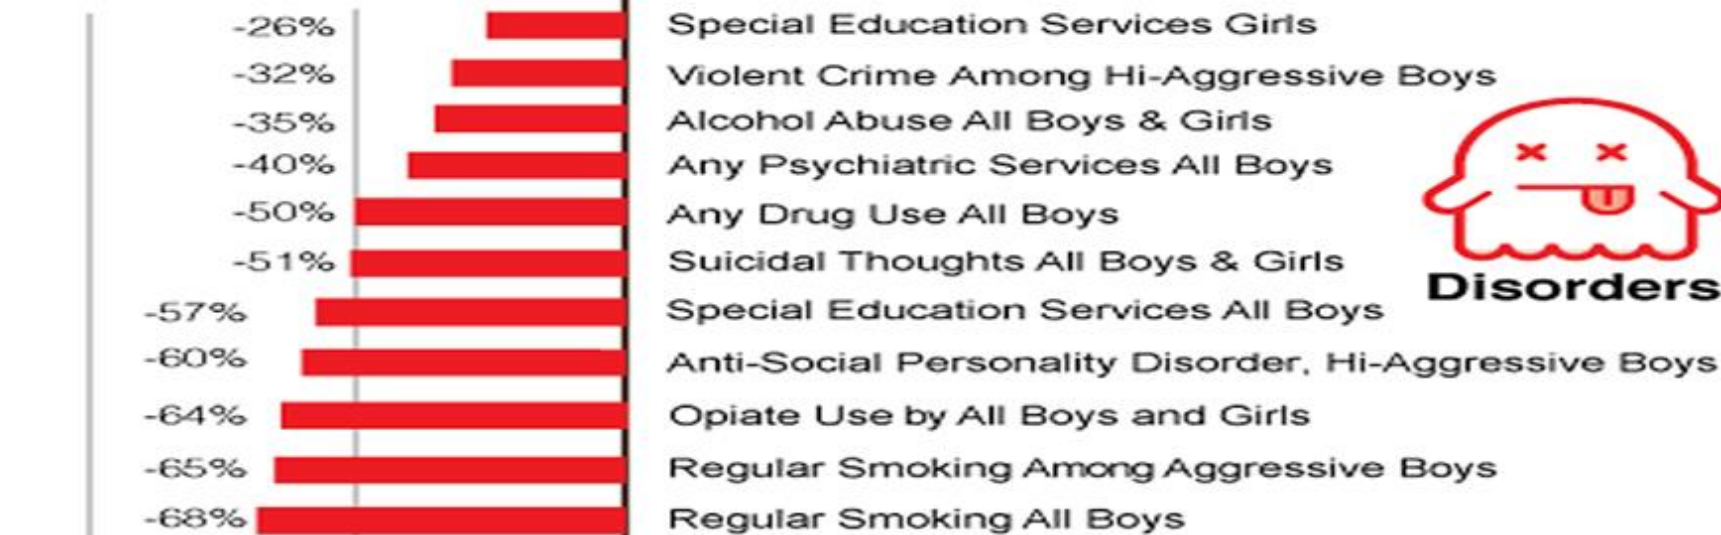 -26% Special Education Services Girls
-32% Violent Crime Among Hi-Aggressive Boys
-35% Alcohol Abuse All Boys & Girls
-40% Any Psychiatric Services All Boys
-50% Any Drug Use All Boys
-51% Suicidal Thoughts All Boys & Girls
-57% Special Education Services All Boys
-60% Anti-Social Personality Disorder, Hi-Aggressive Boys
-64% Opiate Use by All Boys and Girls
-65% Regular Smoking Among Aggressive Boys
-68% Regular Smoking All Boys
Disorders